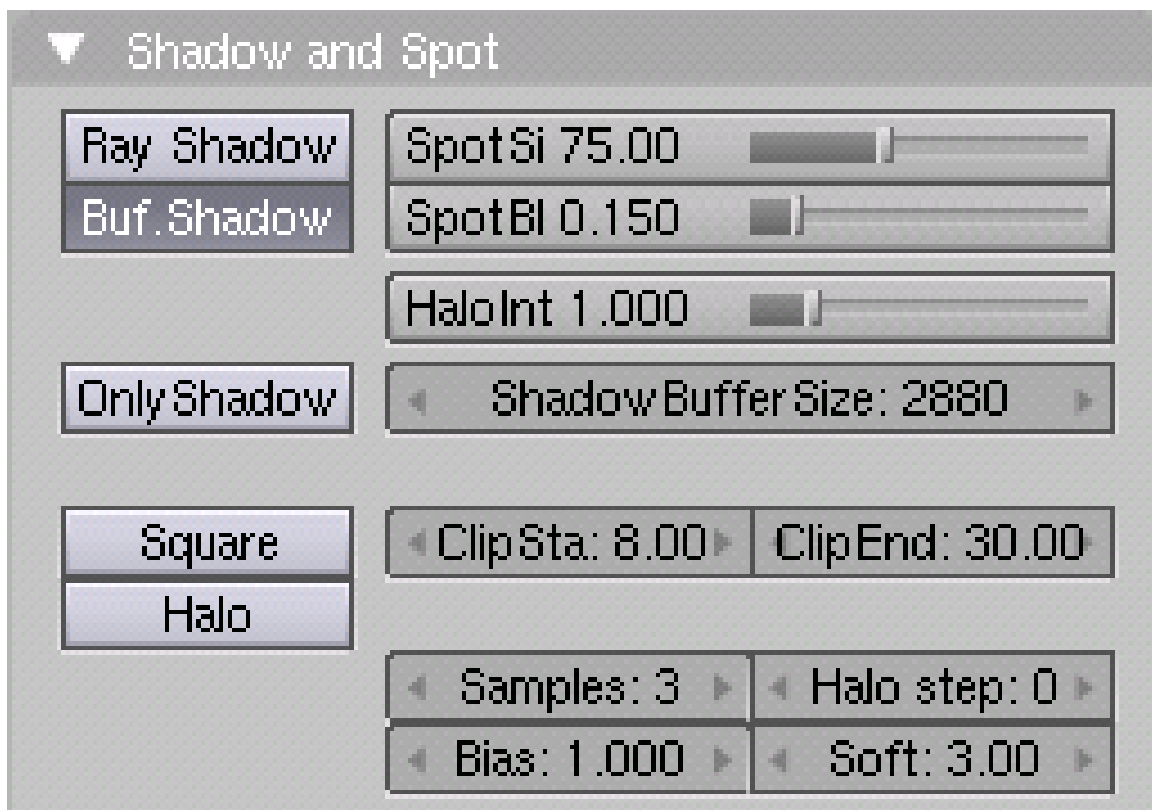 Shadow and Spot
Ray Shadow SpotSi 75.00
Buf.Shadow SpotBl 0.150
HaloInt 1.000
OnlyShadow ShadowBufferSize: 2880
Square ClipSta: 8.00 ClipEnd: 30.00
Halo
Samples: 3 Halo step: 0
Bias: 1.000 Soft: 3.00